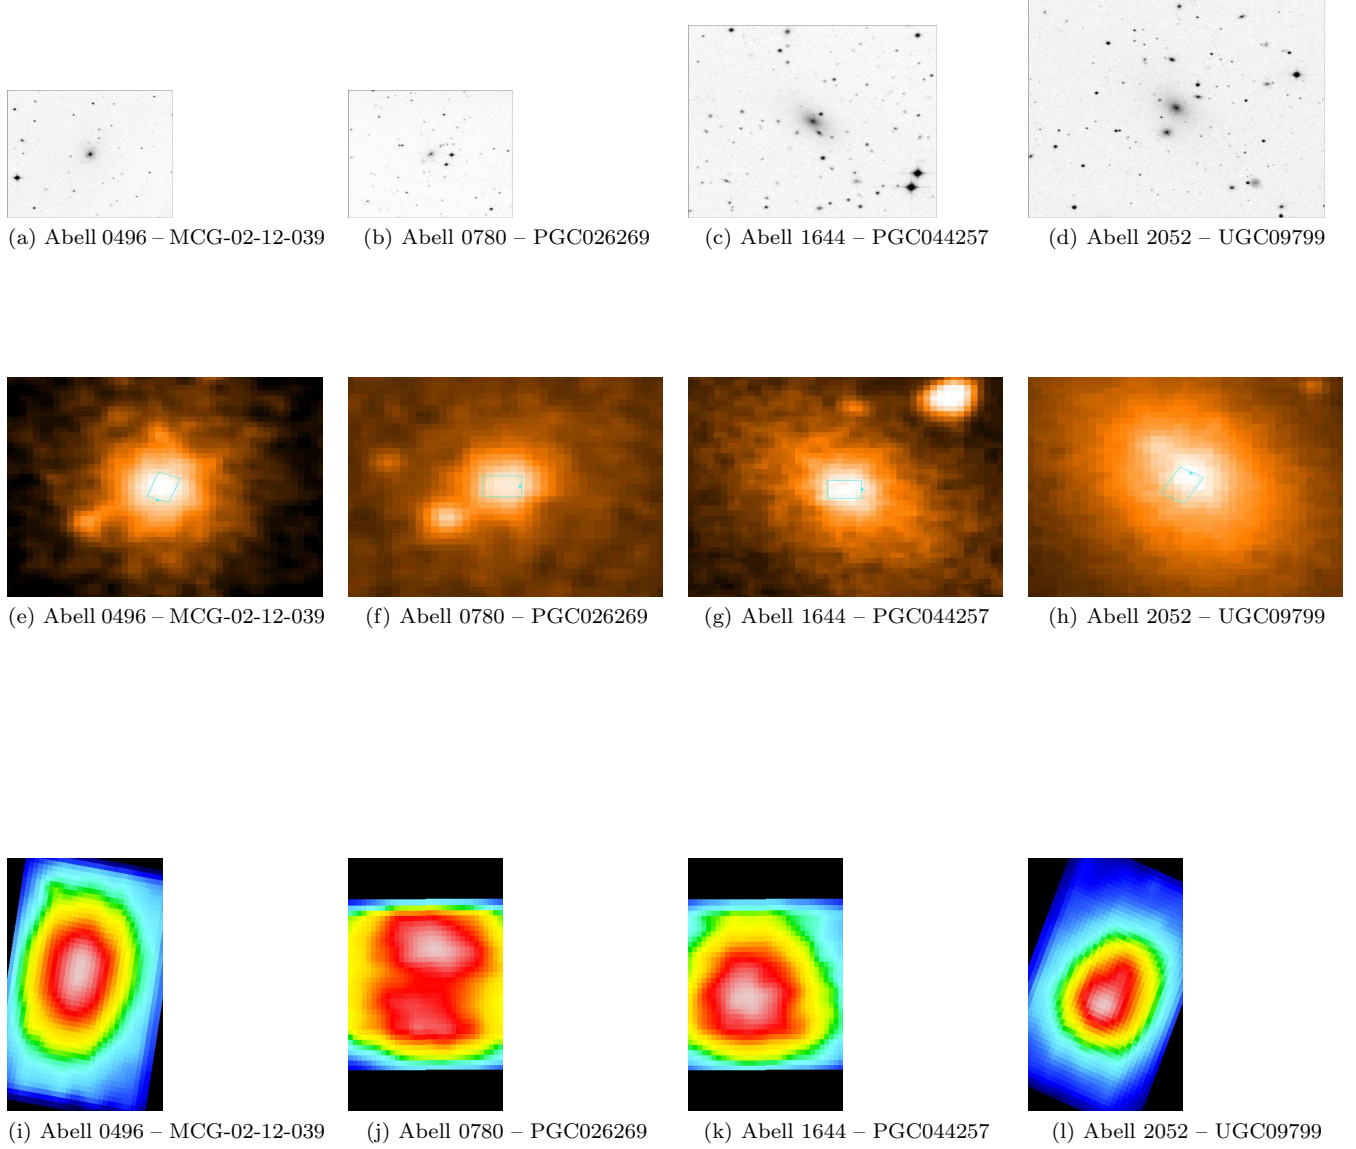 (a) Abell 0496 – MCG-02-12-039
(b) Abell 0780 – PGC026269
(c) Abell 1644 – PGC044257
(d) Abell 2052 – UGC09799
(e) Abell 0496 – MCG-02-12-039
(f) Abell 0780 – PGC026269
(g) Abell 1644 – PGC044257
(h) Abell 2052 – UGC09799
(i) Abell 0496 – MCG-02-12-039
(j) Abell 0780 – PGC026269
(k) Abell 1644 – PGC044257
(l) Abell 2052 – UGC09799